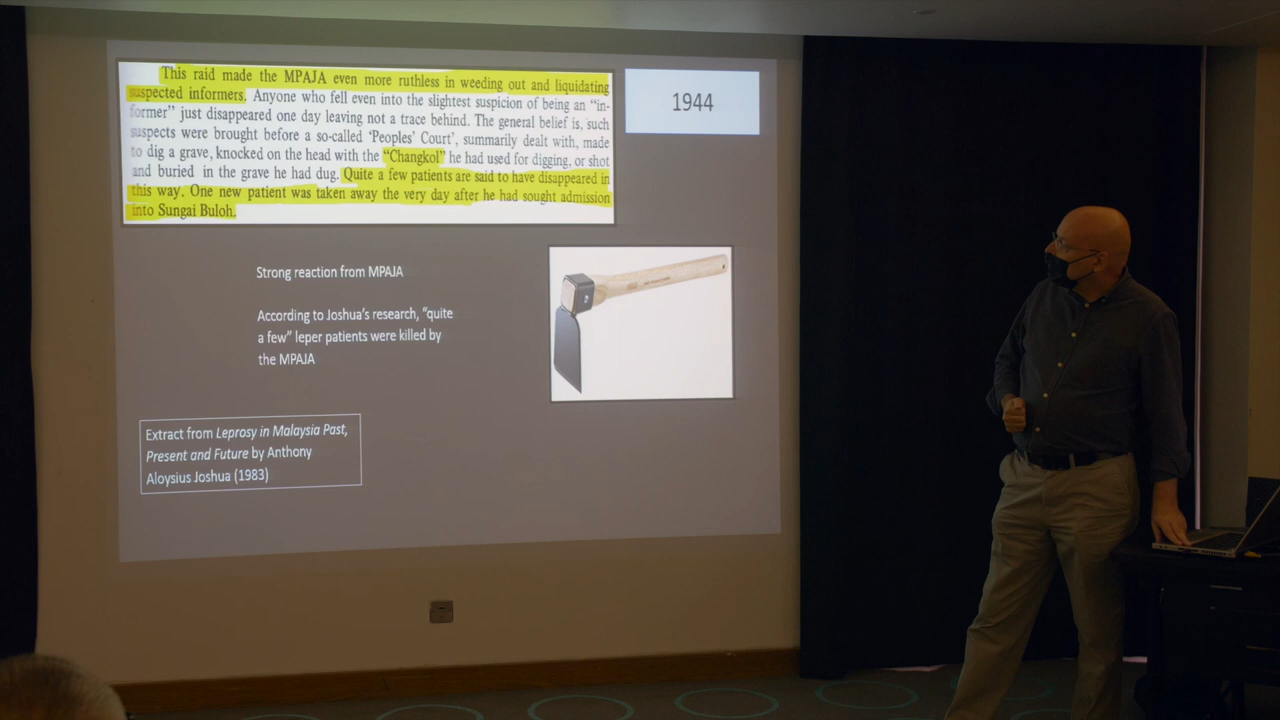 This raid made the MPAJA even more ruthless in weeding out and liquidating
suspected informers. Anyone who fell even into the slightest suspicion of being an “in-
former” just disappeared one day leaving not a trace behind. The general belief is, such
suspects were brought before a so-called ‘Peoples’ Court’, summarily dealt with, made
to dig a grave, knocked on the head with the “Changkol” he had used for digging, or shot
and buried in the grave he had dug. Quite a few patients are said to have disappeared in
this way. One new patient was taken away the very day after he had sought admission
into Sungai Buloh.
1944
Strong reaction from MPAJA
According to Joshua’s research, “quite
a few” leper patients were killed by
the MPAJA
Extract from Leprosy in Malaysia Past,
Present and Future by Anthony
Aloysius Joshua (1983)